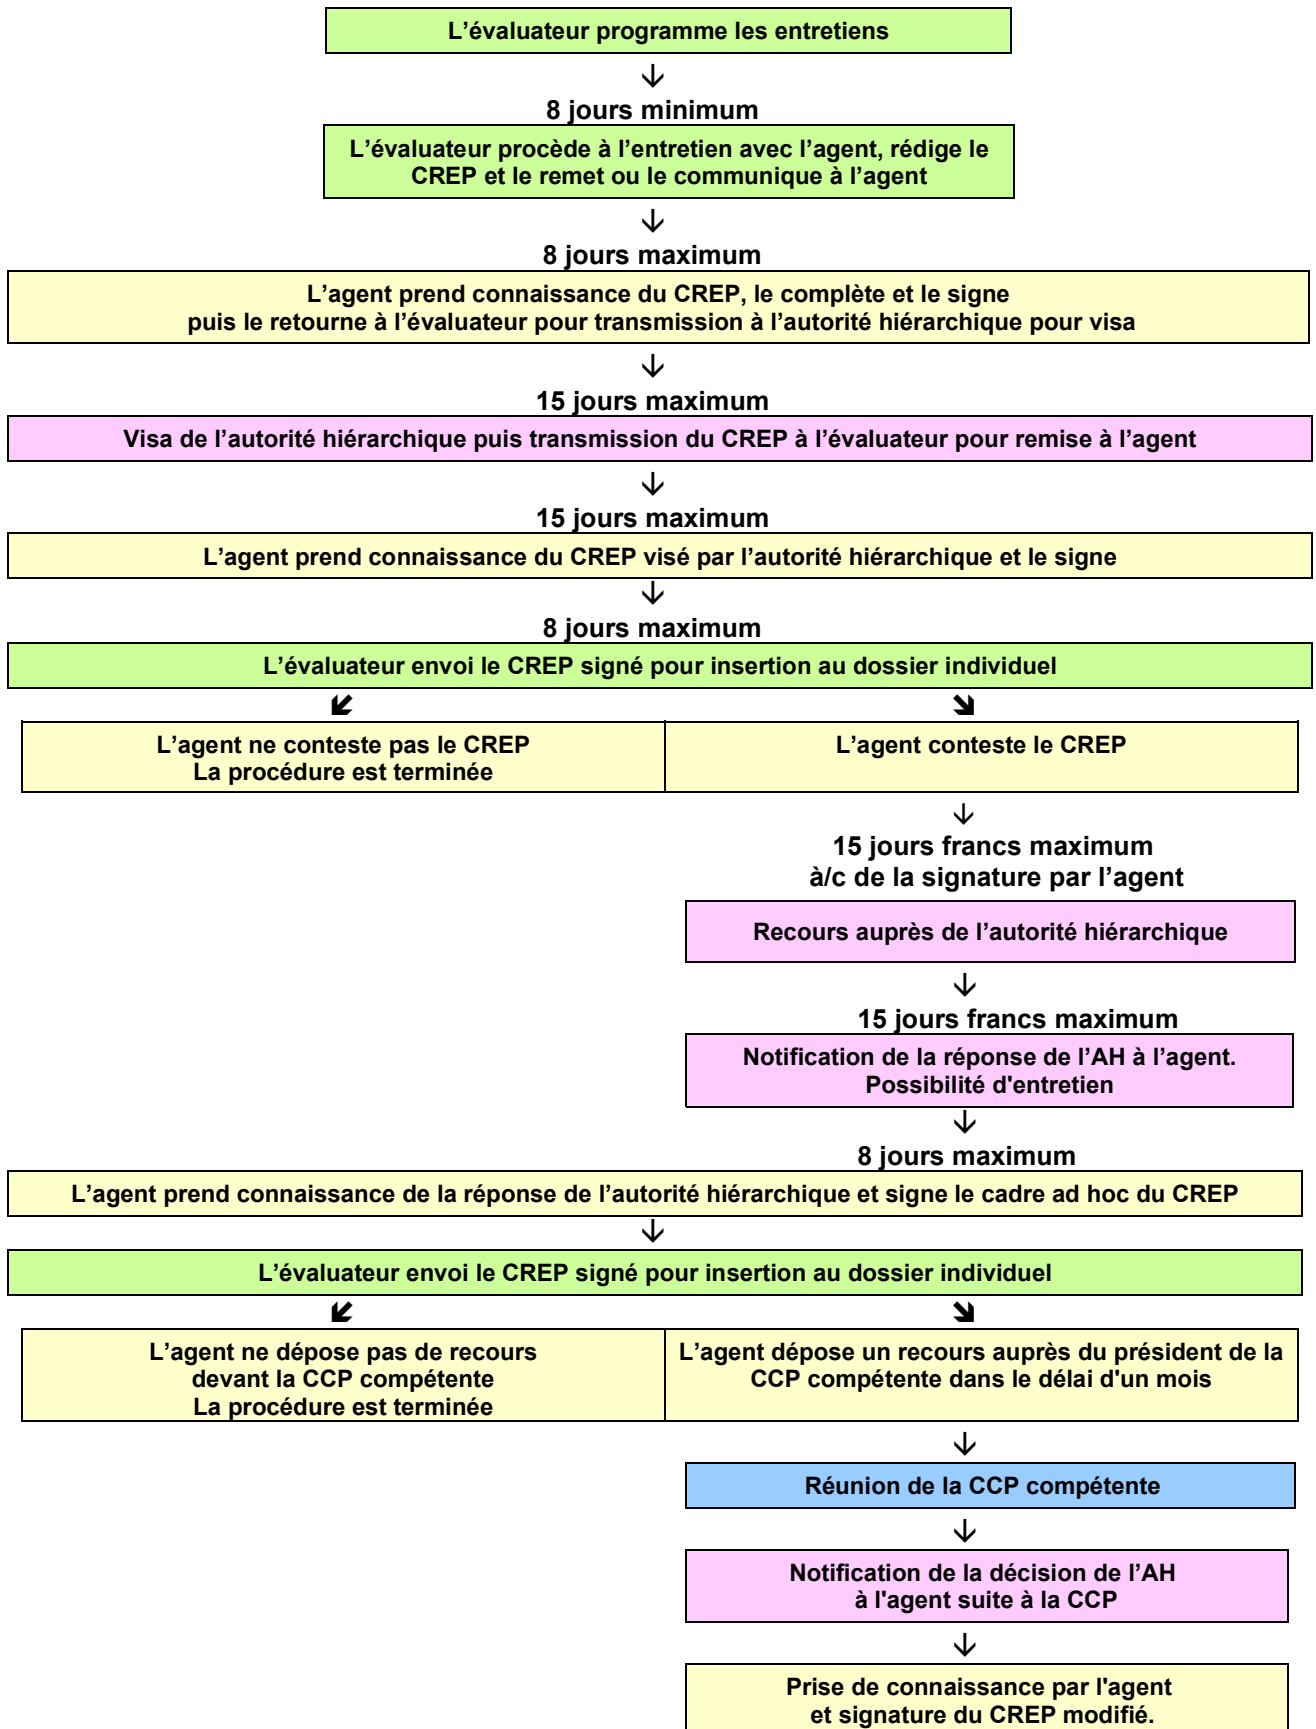 L’évaluateur programme les entretiens
8 jours minimum
L’évaluateur procède à l’entretien avec l’agent, rédige le
CREP et le remet ou le communique à l’agent
8 jours maximum
L’agent prend connaissance du CREP, le complète et le signe
puis le retourne à l’évaluateur pour transmission à l’autorité hiérarchique pour visa
15 jours maximum
Visa de l’autorité hiérarchique puis transmission du CREP à l’évaluateur pour remise à l’agent
15 jours maximum
L’agent prend connaissance du CREP visé par l’autorité hiérarchique et le signe
8 jours maximum
L’évaluateur envoi le CREP signé pour insertion au dossier individuel
L’agent ne conteste pas le CREP
La procédure est terminée
L’agent conteste le CREP
15 jours francs maximum
à/c de la signature par l’agent
Recours auprès de l’autorité hiérarchique
15 jours francs maximum
Notification de la réponse de l’AH à l’agent.
Possibilité d'entretien
8 jours maximum
L’agent prend connaissance de la réponse de l’autorité hiérarchique et signe le cadre ad hoc du CREP
L’évaluateur envoi le CREP signé pour insertion au dossier individuel
L’agent ne dépose pas de recours
devant la CCP compétente
La procédure est terminée
L’agent dépose un recours auprès du président de la
CCP compétente dans le délai d'un mois
Réunion de la CCP compétente
Notification de la décision de l’AH
à l'agent suite à la CCP
Prise de connaissance par l'agent
et signature du CREP modifié.